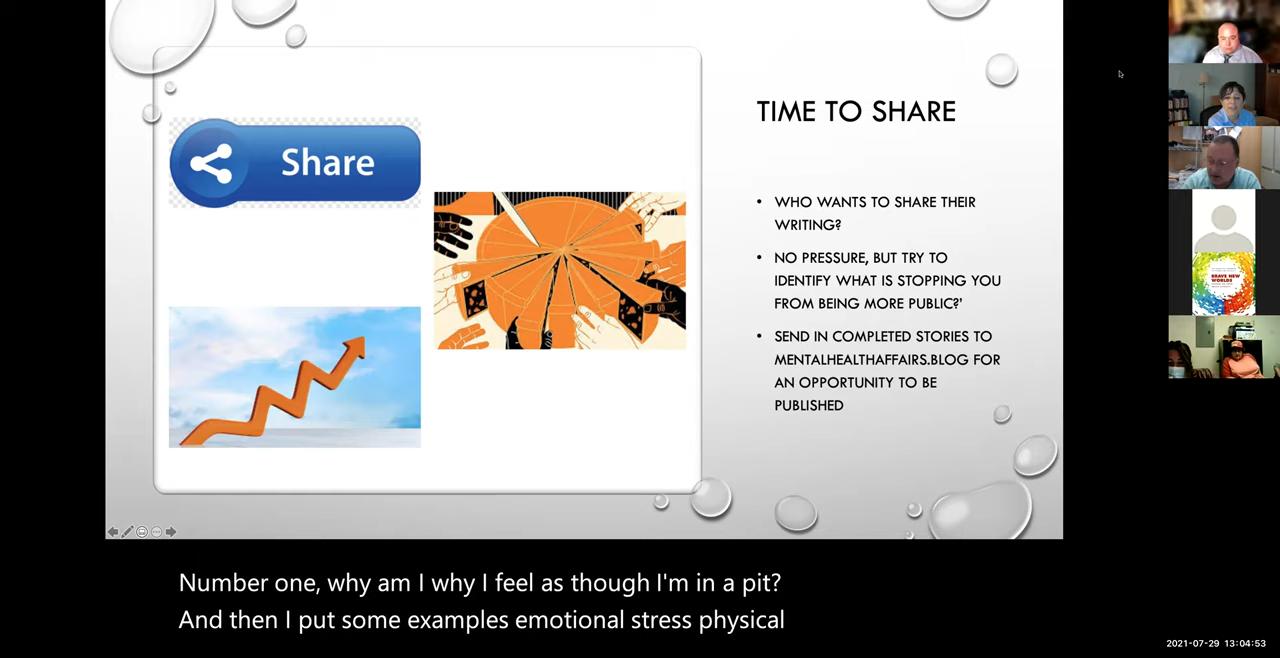 Share
TIME TO SHARE
• WHO WANTS TO SHARE THEIR
WRITING?
• NO PRESSURE, BUT TRY TO
IDENTIFY WHAT IS STOPPING YOU
FROM BEING MORE PUBLIC?'
• SEND IN COMPLETED STORIES TO
MENTALHEALTHAFFAIRS.BLOG FOR
AN OPPORTUNITY TO BE
PUBLISHED
BRAVE NEW
WORLDS
Number one, why am I why I feel as though I'm in a pit?
And then I put some examples emotional stress physical
2021-07-29 13:04:53